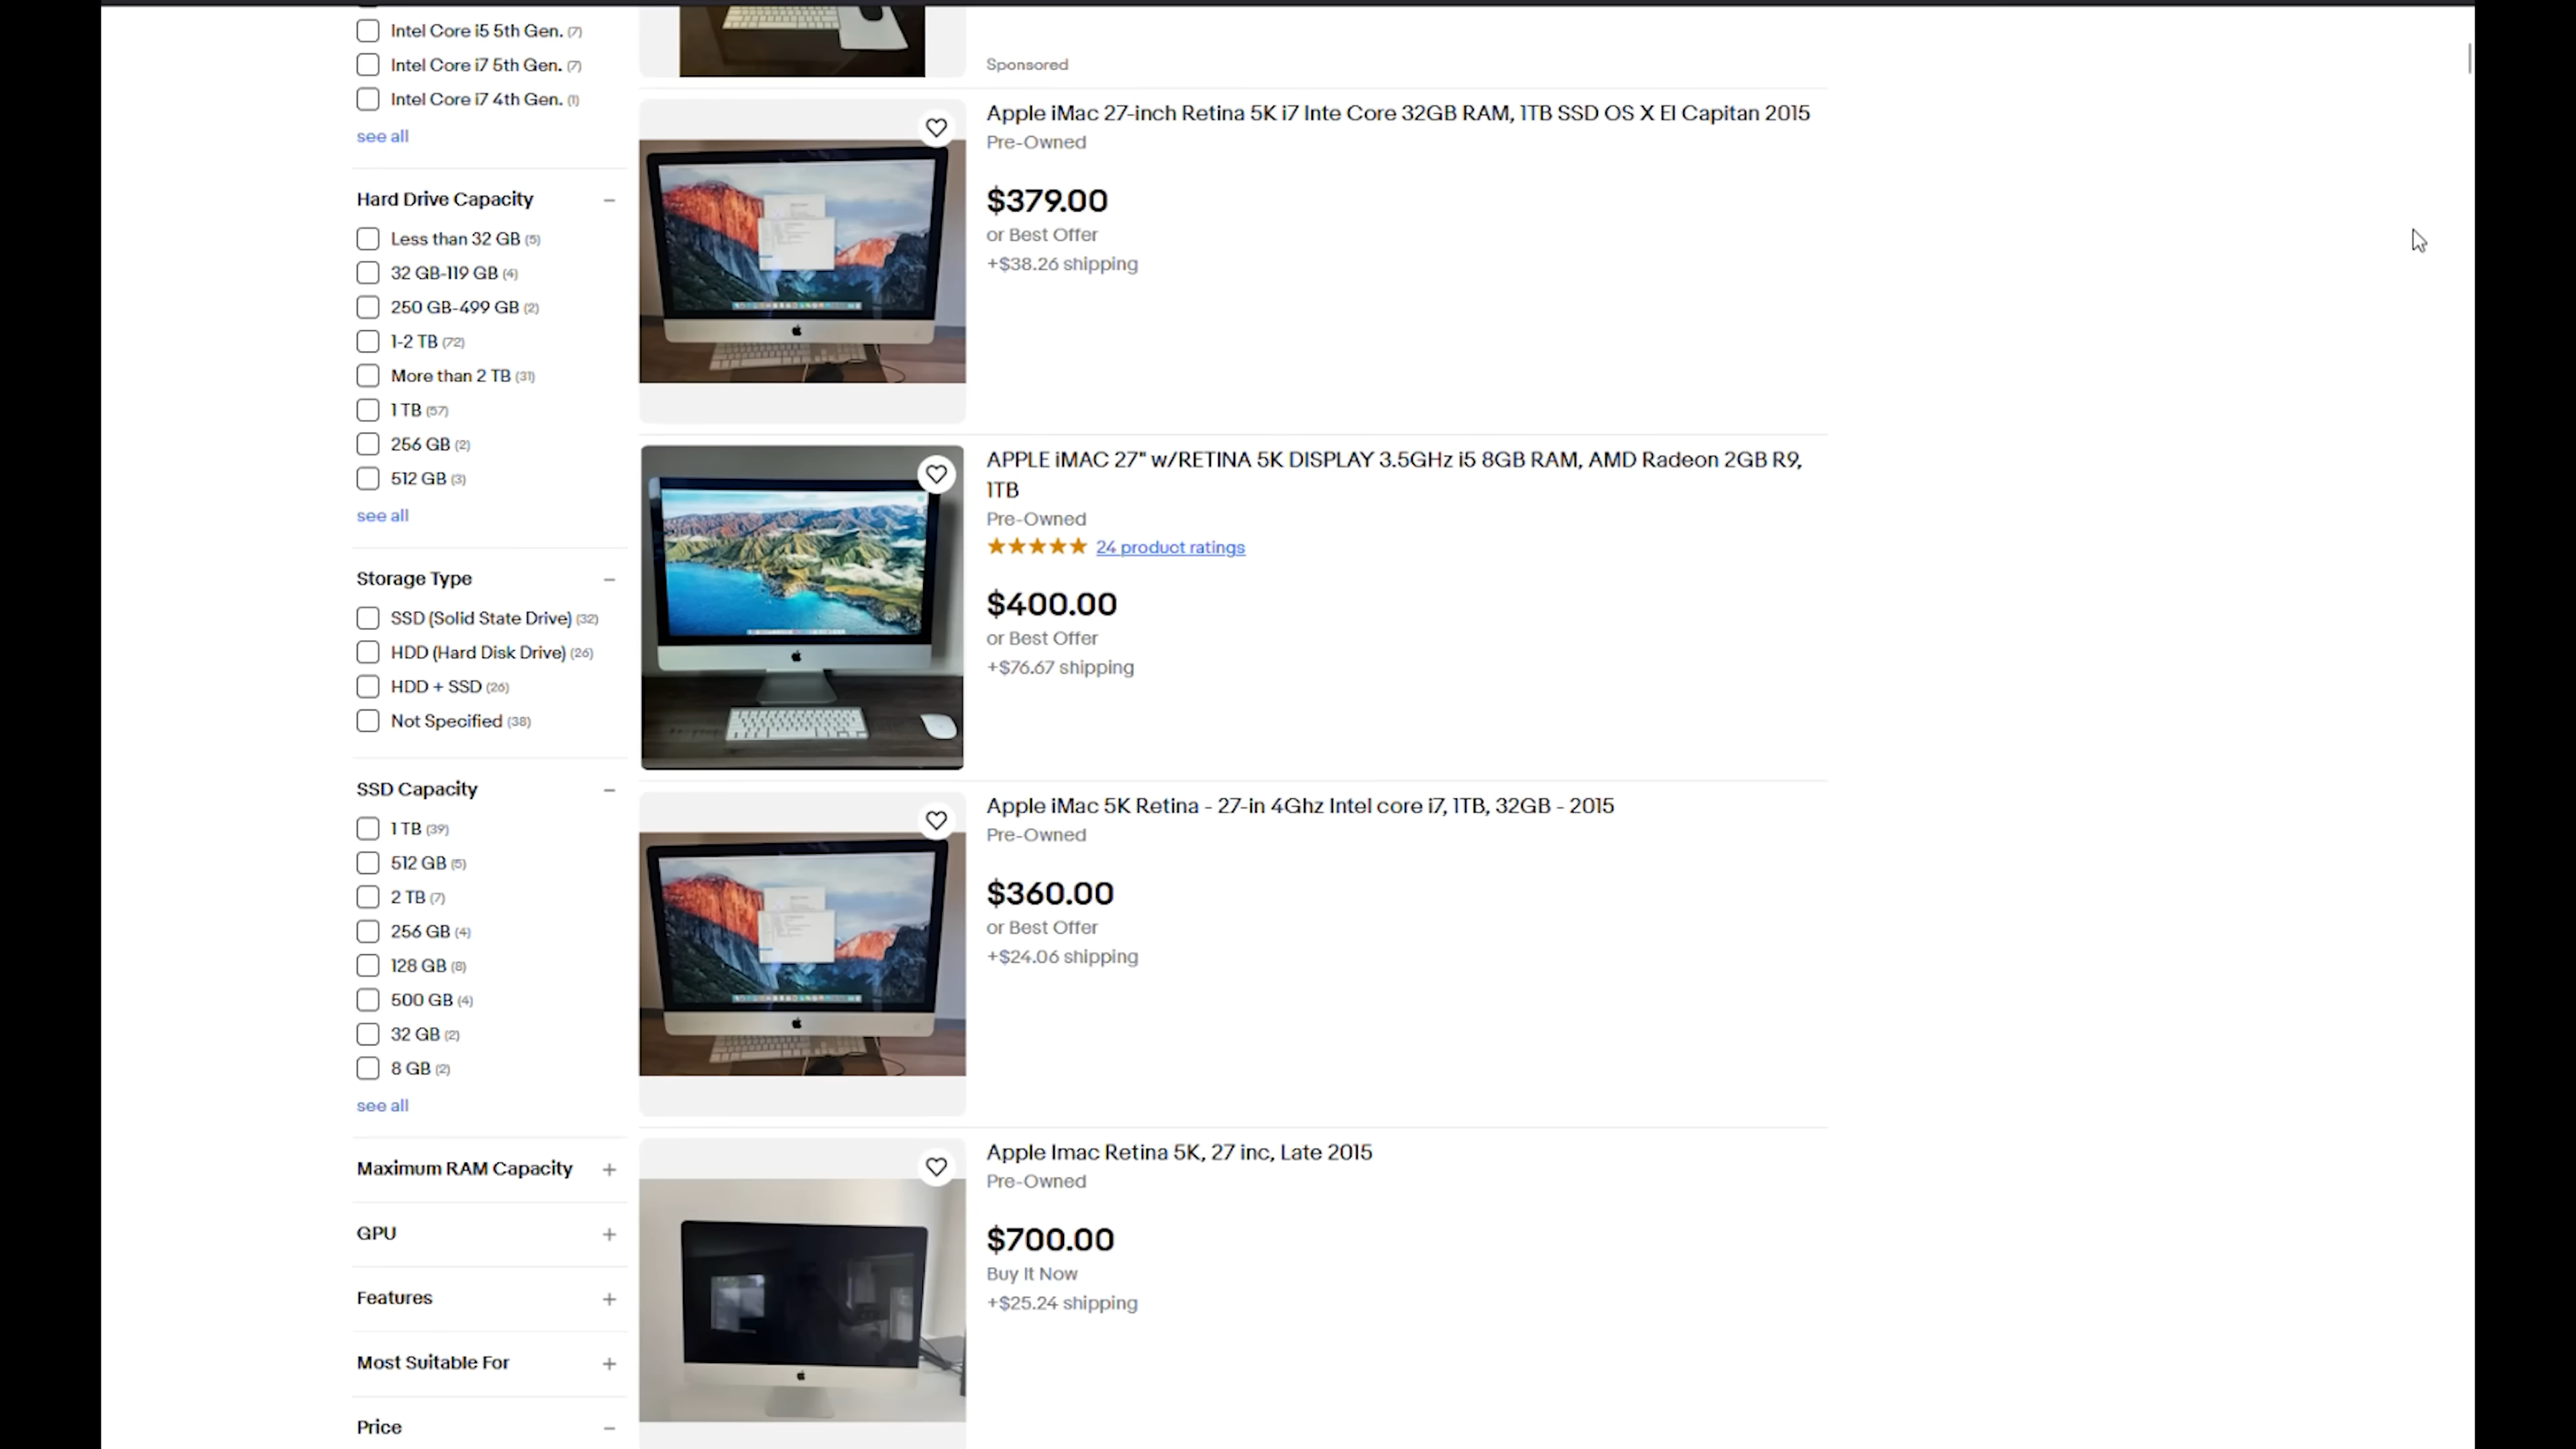 Intel Core i5 5th Gen. (7)
Intel Core i7 5th Gen. (7)
Intel Core i7 4th Gen. (1)
see all
Hard Drive Capacity
Less than 32 GB (5)
32 GB-119 GB (4)
250 GB-499 GB (2)
1-2 TB (72)
More than 2 TB (31)
1 TB (57)
256 GB (2)
512 GB (3)
see all
Storage Type
SSD (Solid State Drive) (32)
HDD (Hard Disk Drive) (26)
HDD + SSD (26)
Not Specified (38)
SSD Capacity
1 TB (39)
512 GB (5)
2 TB (7)
256 GB (4)
128 GB (8)
500 GB (4)
32 GB (2)
8 GB (2)
see all
Maximum RAM Capacity
GPU
Features
Most Suitable For
Price
Sponsored
Apple iMac 27-inch Retina 5K i7 Inte Core 32GB RAM, 1TB SSD OS X EI Capitan 2015
Pre-Owned
$379.00
or Best Offer
+$38.26 shipping
APPLE iMAC 27" w/RETINA 5K DISPLAY 3.5GHz i5 8GB RAM, AMD Radeon 2GB R9,
1TB
Pre-Owned
24 product ratings
$400.00
or Best Offer
+$76.67 shipping
Apple iMac 5K Retina - 27-in 4Ghz Intel core i7, 1TB, 32GB - 2015
Pre-Owned
$360.00
or Best Offer
+$24.06 shipping
Apple Imac Retina 5K, 27 inc, Late 2015
Pre-Owned
$700.00
Buy It Now
+$25.24 shipping